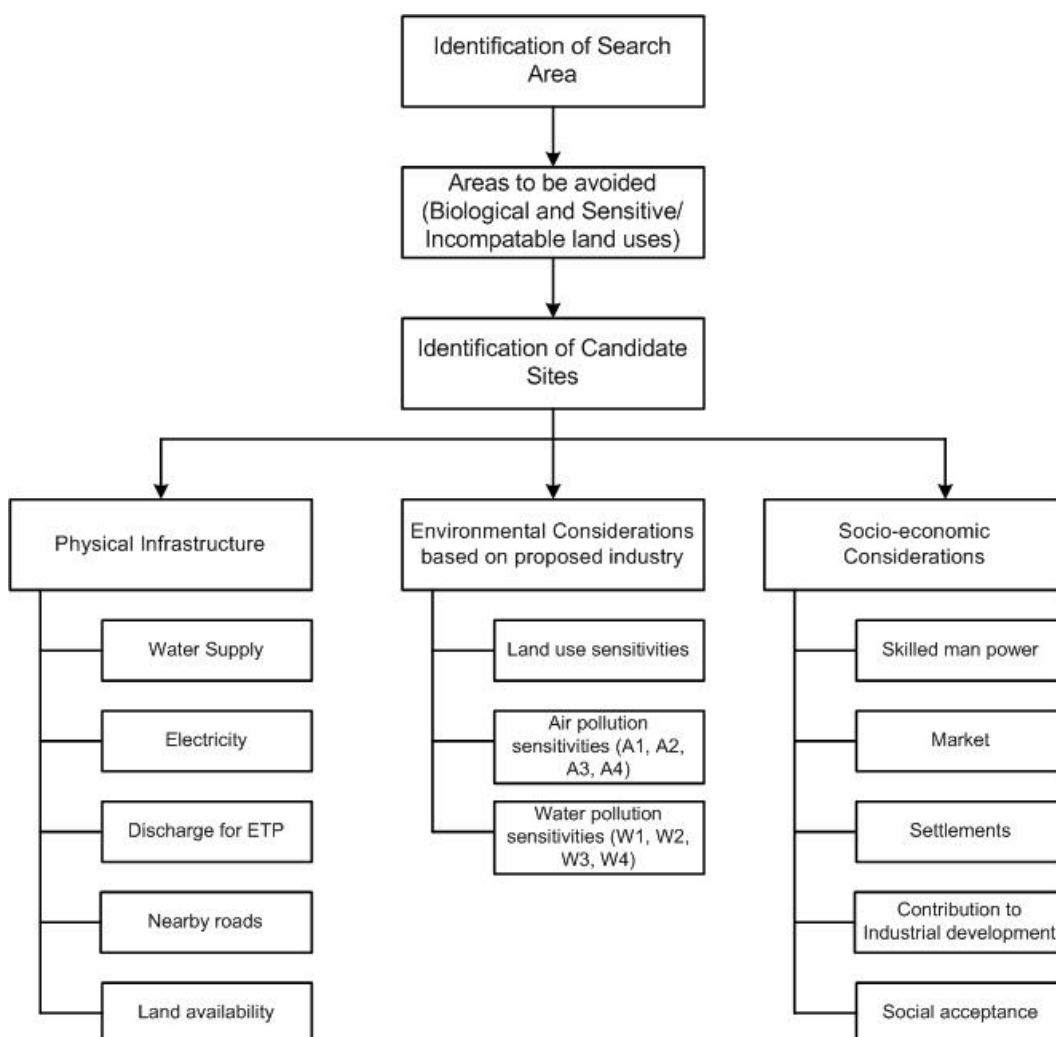 Identification of Search
Area
Areas to be avoided
(Biological and Sensitive/
Incompatable land uses)
Identification of Candidate
Sites
Physical Infrastructure
Water Supply
Electricity
Discharge for ETP
Nearby roads
Land availability
Environmental Considerations
based on proposed industry
Land use sensitivities
Air pollution
sensitivities (A1, A2,
A3, A4)
Water pollution
sensitivities (W1, W2,
W3, W4)
Socio-economic
Considerations
Skilled man power
Market
Settlements
Contribution to
Industrial development
Social acceptance